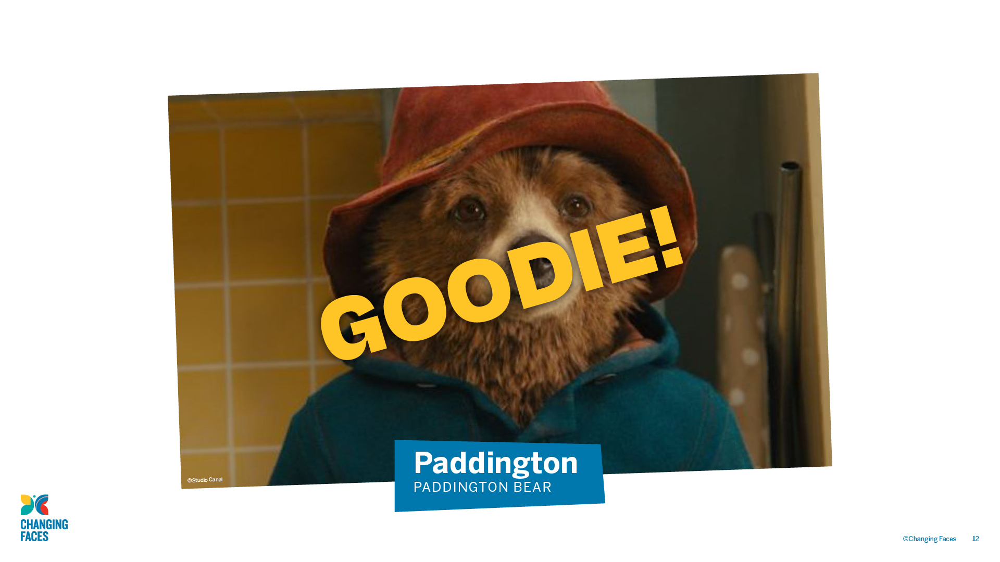 GOODIE!
©Studio Canal
Paddington
PADDINGTON BEAR
CHANGING
FACES
©Changing Faces 12